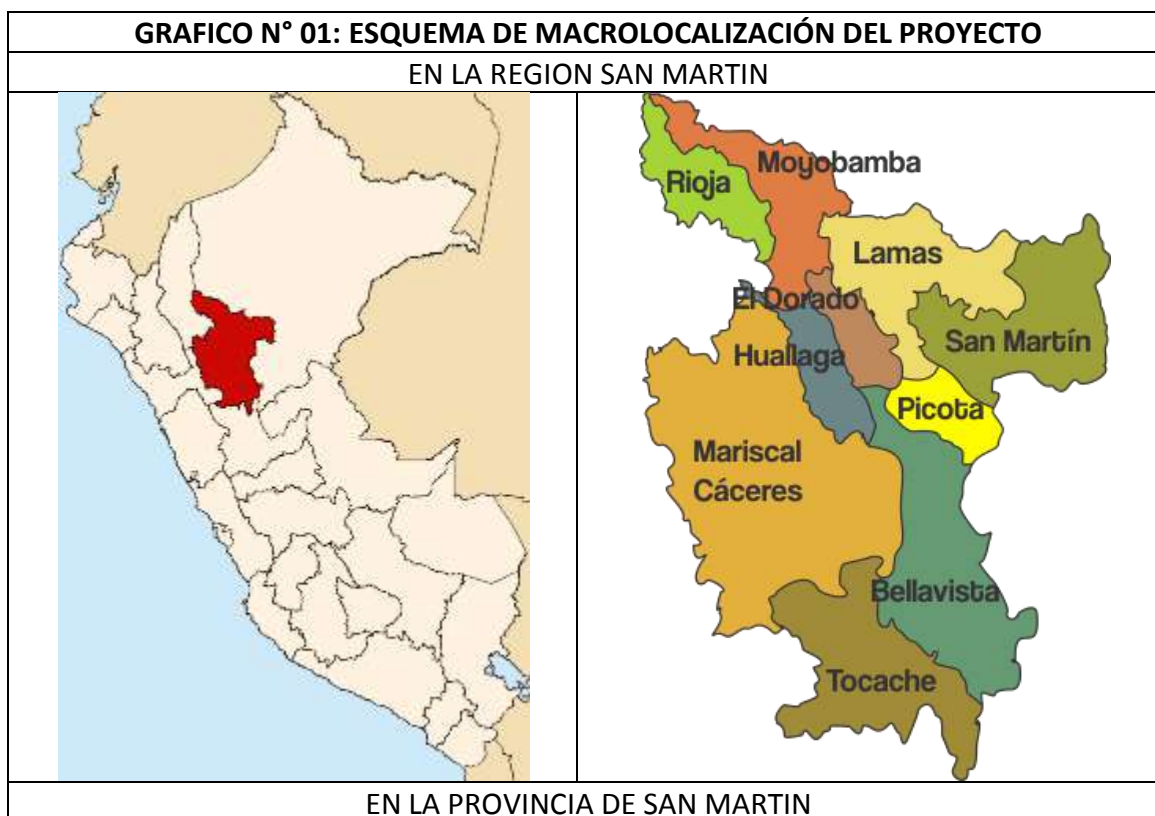 GRAFICO N° 01: ESQUEMA DE MACROLOCALIZACIÓN DEL PROYECTO
EN LA REGION SAN MARTIN
Moyobamba
Rioja
Lamas
El Dorado
San Martín
Huallaga
Picota
Mariscal
Cáceres
Bellavista
Tocache
EN LA PROVINCIA DE SAN MARTIN